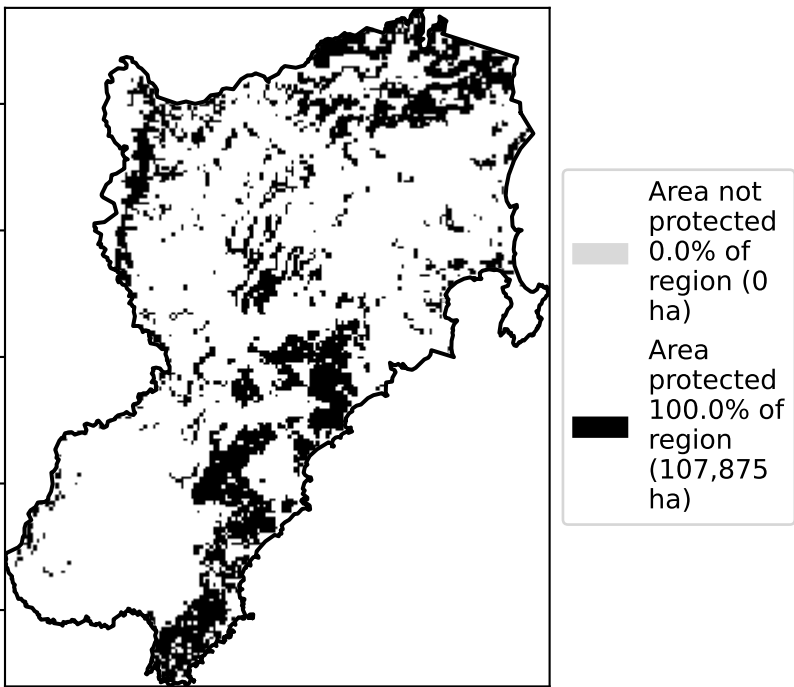 Area not
protected
0.0% of
region (0
ha)
Area
protected
100.0% of
region
(107,875
ha)